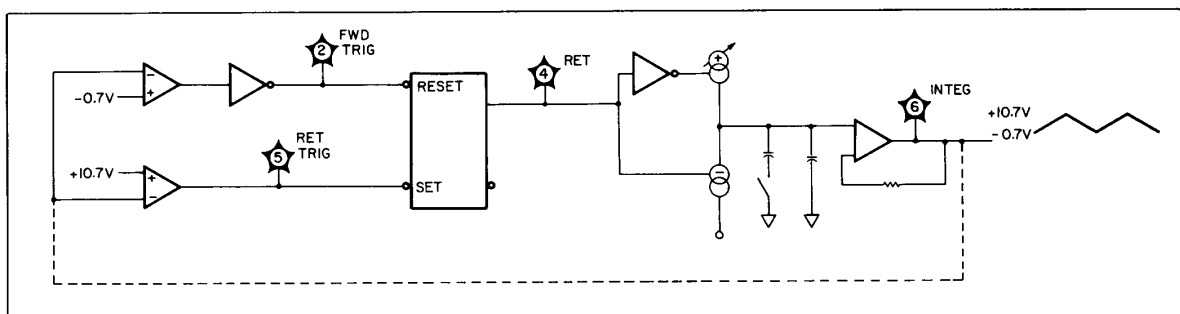 2 FWD TRIG
-0.7V
RESET
4 RET
6 INTEG
+10.7V
-0.7V
5 RET TRIG
+10.7V
SET